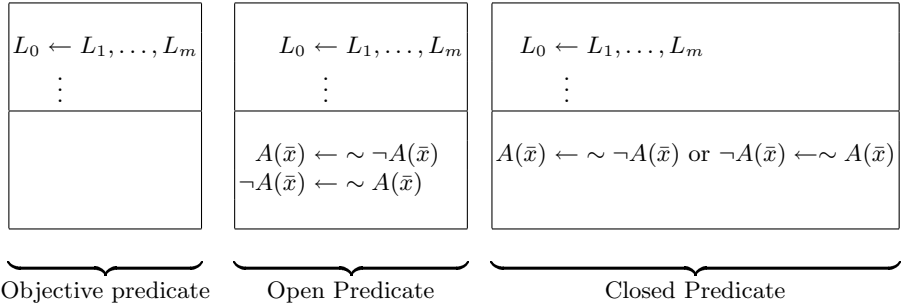 L₀ ← L₁, . . . , Lₘ
⋮
L₀ ← L₁, . . . , Lₘ
⋮
A(x̄) ← ∼ ¬A(x̄)
¬A(x̄) ← ∼ A(x̄)
L₀ ← L₁, . . . , Lₘ
⋮
A(x̄) ← ∼ ¬A(x̄) or ¬A(x̄) ←∼ A(x̄)
Objective predicate
Open Predicate
Closed Predicate